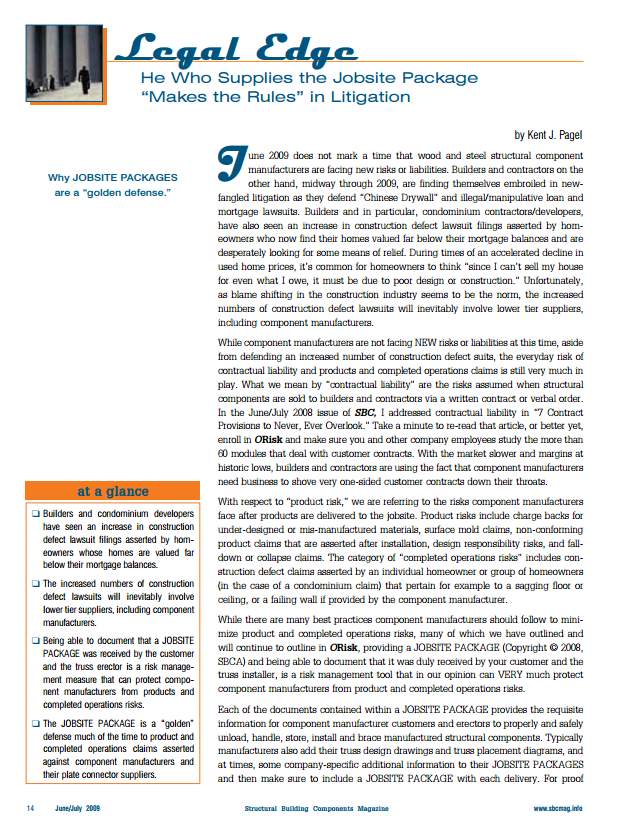 Legal Edge
He Who Supplies the Jobsite Package
“Makes the Rules” in Litigation
by Kent J. Pagel
Why JOBSITE PACKAGES
are a “golden defense.”
June 2009 does not mark a time that wood and steel structural component
manufacturers are facing new risks or liabilities. Builders and contractors on the
other hand, midway through 2009, are finding themselves embroiled in new-
fangled litigation as they defend “Chinese Drywall” and illegal/manipulative loan and
mortgage lawsuits. Builders and in particular, condominium contractors/developers,
have also seen an increase in construction defect lawsuit filings asserted by hom-
eowners who now find their homes valued far below their mortgage balances and are
desperately looking for some means of relief. During times of an accelerated decline in
used home prices, it’s common for homeowners to think “since I can’t sell my house
for even what I owe, it must be due to poor design or construction.” Unfortunately,
as blame shifting in the construction industry seems to be the norm, the increased
numbers of construction defect lawsuits will inevitably involve lower tier suppliers,
including component manufacturers.
While component manufacturers are not facing NEW risks or liabilities at this time, aside
from defending an increased number of construction defect suits, the everyday risk of
contractual liability and products and completed operations claims is still very much in
play. What we mean by “contractual liability” are the risks assumed when structural
components are sold to builders and contractors via a written contract or verbal order.
In the June/July 2008 issue of SBC, I addressed contractual liability in “7 Contract
Provisions to Never, Ever Overlook.” Take a minute to re-read that article, or better yet,
enroll in ORisk and make sure you and other company employees study the more than
60 modules that deal with customer contracts. With the market slower and margins at
historic lows, builders and contractors are using the fact that component manufacturers
need business to shove very one-sided customer contracts down their throats.
With respect to “product risk,” we are referring to the risks component manufacturers
face after products are delivered to the jobsite. Product risks include charge backs for
under-designed or mis-manufactured materials, surface mold claims, non-conforming
product claims that are asserted after installation, design responsibility risks, and fall-
down or collapse claims. The category of “completed operations risks” includes con-
struction defect claims asserted by an individual homeowner or group of homeowners
(in the case of a condominium claim) that pertain for example to a sagging floor or
ceiling, or a failing wall if provided by the component manufacturer.
While there are many best practices component manufacturers should follow to mini-
mize product and completed operations risks, many of which we have outlined and
will continue to outline in ORisk, providing a JOBSITE PACKAGE (Copyright © 2008,
SBCA) and being able to document that it was duly received by your customer and the
truss installer, is a risk management tool that in our opinion can VERY much protect
component manufacturers from product and completed operations risks.
Each of the documents contained within a JOBSITE PACKAGE provides the requisite
information for component manufacturer customers and erectors to properly and safely
unload, handle, store, install and brace manufactured structural components. Typically
manufacturers also add their truss design drawings and truss placement diagrams, and
at times, some company-specific additional information to their JOBSITE PACKAGES
and then make sure to include a JOBSITE PACKAGE with each delivery. For proof
at a glance
❏ Builders and condominium developers
have seen an increase in construction
defect lawsuit filings asserted by hom-
eowners whose homes are valued far
below their mortgage balances.
❏ The increased numbers of construction
defect lawsuits will inevitably involve
lower tier suppliers, including component
manufacturers.
❏ Being able to document that a JOBSITE
PACKAGE was received by the customer
and the truss erector is a risk manage-
ment measure that can protect compo-
nent manufacturers from products and
completed operations risks.
❏ The JOBSITE PACKAGE is a “golden”
defense much of the time to product and
completed operations claims asserted
against component manufacturers and
their plate connector suppliers.
14 June/July 2009 Structural Building Components Magazine www.sbcmag.info